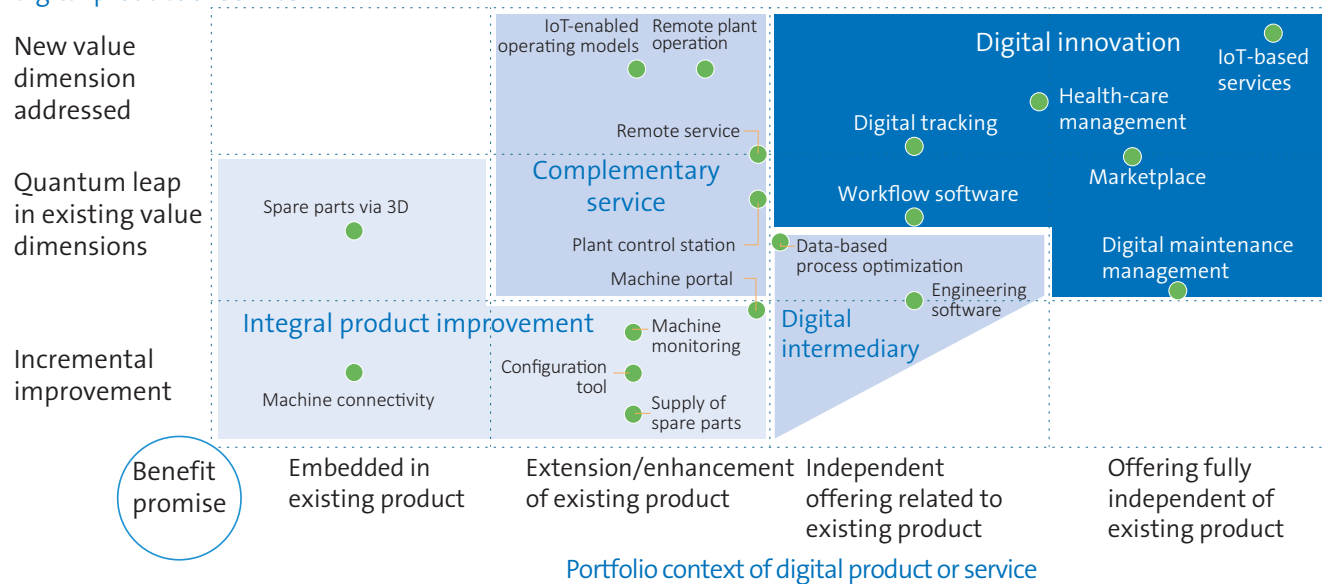 New value
dimension
addressed
IoT-enabled
operating models
Remote plant
operation
Digital innovation
IoT-based
services
Health-care
management
Digital tracking
Remote service
Marketplace
Quantum leap
in existing value
dimensions
Complementary
service
Workflow software
Spare parts via 3D
Plant control station
Data-based
process optimization
Digital maintenance
management
Machine portal
Engineering
software
Integral product improvement
Digital
intermediary
Machine
monitoring
Incremental
improvement
Configuration
tool
Machine connectivity
Supply of
spare parts
Benefit
promise
Embedded in
existing product
Extension/enhancement
of existing product
Independent
offering related to
existing product
Offering fully
independent of
existing product
Portfolio context of digital product or service